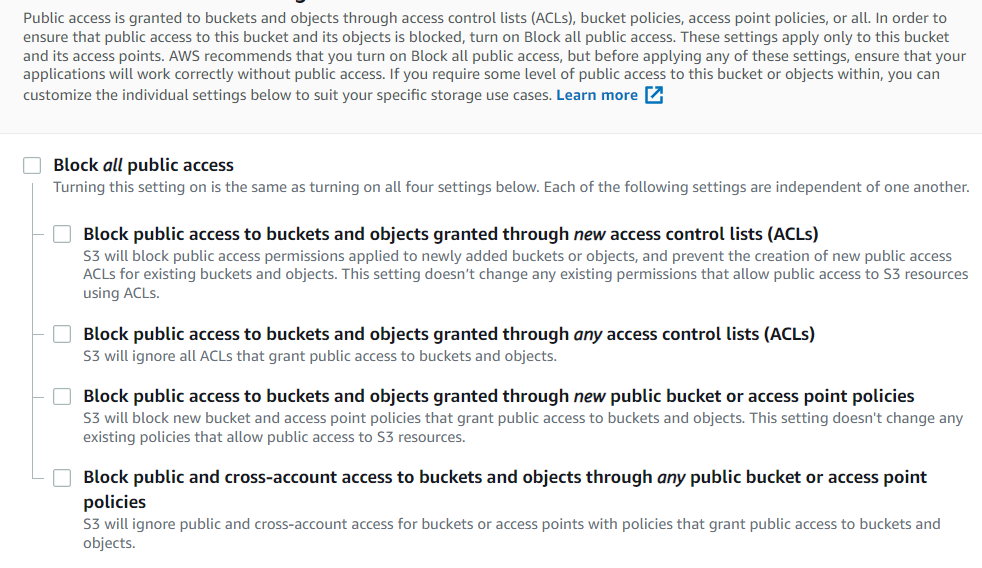 Public access is granted to buckets and objects through access control lists (ACLs), bucket policies, access point policies, or all. In order to
ensure that public access to this bucket and its objects is blocked, turn on Block all public access. These settings apply only to this bucket
and its access points. AWS recommends that you turn on Block all public access, but before applying any of these settings, ensure that your
applications will work correctly without public access. If you require some level of public access to this bucket or objects within, you can
customize the individual settings below to suit your specific storage use cases. Learn more
Block all public access
Turning this setting on is the same as turning on all four settings below. Each of the following settings are independent of one another.
Block public access to buckets and objects granted through new access control lists (ACLs)
S3 will block public access permissions applied to newly added buckets or objects, and prevent the creation of new public access
ACLs for existing buckets and objects. This setting doesn't change any existing permissions that allow public access to S3 resources
using ACLs.
Block public access to buckets and objects granted through any access control lists (ACLs)
S3 will ignore all ACLs that grant public access to buckets and objects.
Block public access to buckets and objects granted through new public bucket or access point policies
S3 will block new bucket and access point policies that grant public access to buckets and objects. This setting doesn't change any
existing policies that allow public access to S3 resources.
Block public and cross-account access to buckets and objects through any public bucket or access point
policies
S3 will ignore public and cross-account access for buckets or access points with policies that grant public access to buckets and
objects.